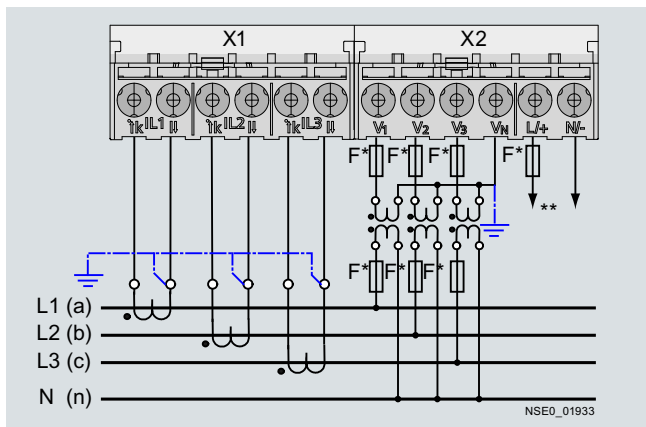 X1 X2
°k IL1 l °k IL2 l °k IL3 l V1 V2 V3 VN L/+ N/-
F* F* F* F*
**
F* F* F*
L1 (a)
L2 (b)
L3 (c)
N (n)
NSE0_01933